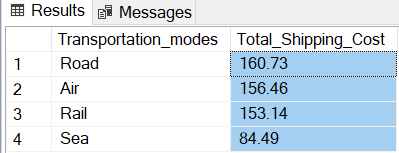 Results Messages
Transportation_modes Total_Shipping_Cost
1 Road 160.73
2 Air 156.46
3 Rail 153.14
4 Sea 84.49